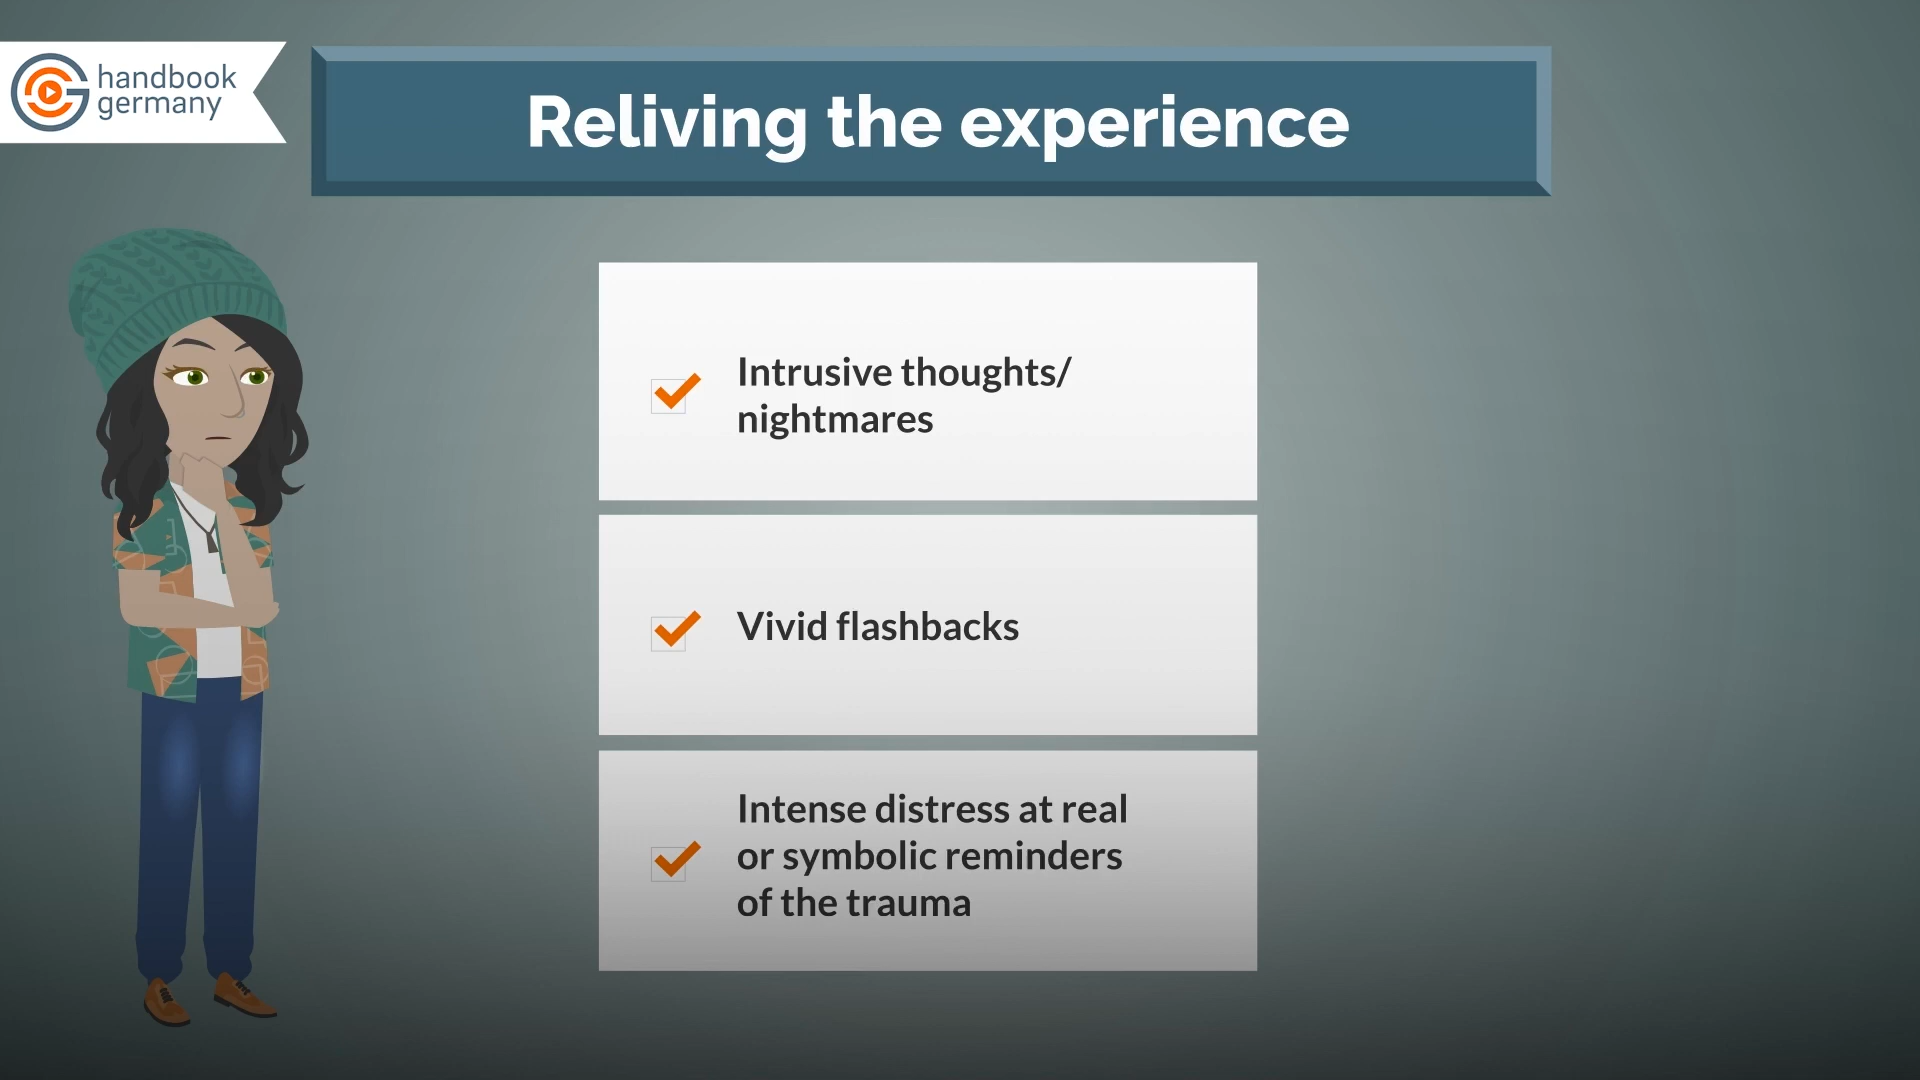 handbook
germany
Reliving the experience
Intrusive thoughts/
nightmares
Vivid flashbacks
Intense distress at real
or symbolic reminders
of the trauma